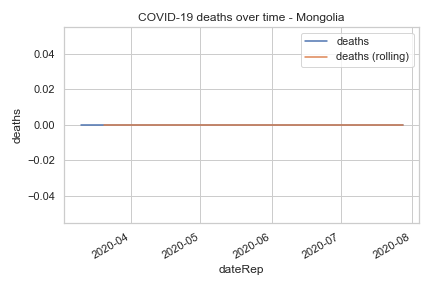 COVID-19 deaths over time - Mongolia
deaths
deaths (rolling)
0.04
0.02
0.00
−0.02
−0.04
deaths
2020-04
2020-05
2020-06
2020-07
2020-08
dateRep